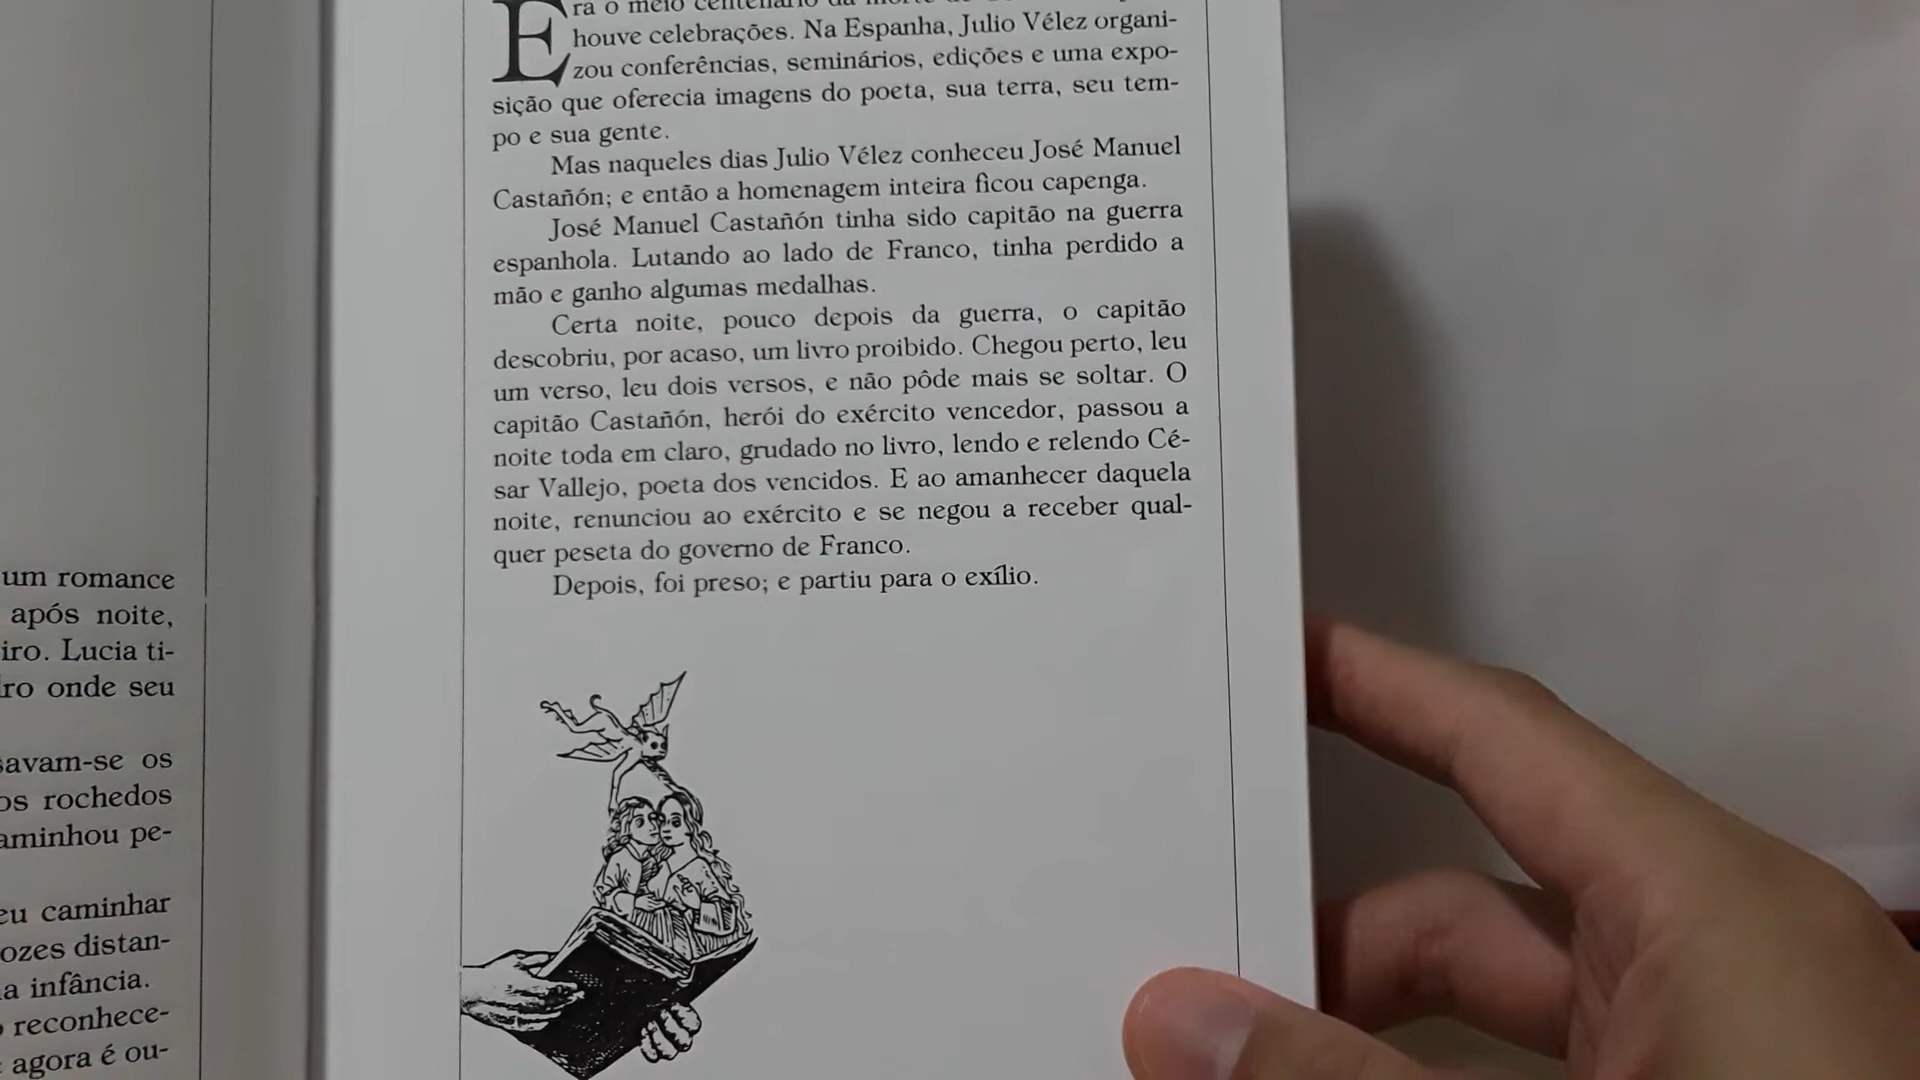 um romance
após noite,
iro. Lucia ti-
ro onde seu
savam-se os
os rochedos
aminhou pe-
eu caminhar
ozes distan-
a infância.
reconhece-
agora é ou-
Era o meio centenário da morte de
houve celebrações. Na Espanha, Julio Vélez organi-
zou conferências, seminários, edições e uma expo-
sição que oferecia imagens do poeta, sua terra, seu tem-
po e sua gente.
Mas naqueles dias Julio Vélez conheceu José Manuel
Castañón; e então a homenagem inteira ficou capenga.
José Manuel Castañón tinha sido capitão na guerra
espanhola. Lutando ao lado de Franco, tinha perdido a
mão e ganho algumas medalhas.
Certa noite, pouco depois da guerra, o capitão
descobriu, por acaso, um livro proibido. Chegou perto, leu
um verso, leu dois versos, e não pôde mais se soltar. O
capitão Castañón, herói do exército vencedor, passou a
noite toda em claro, grudado no livro, lendo e relendo Cé-
sar Vallejo, poeta dos vencidos. E ao amanhecer daquela
noite, renunciou ao exército e se negou a receber qual-
quer peseta do governo de Franco.
Depois, foi preso; e partiu para o exílio.